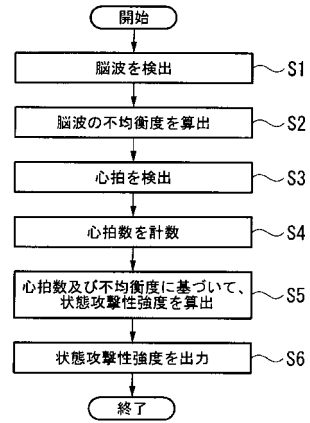 開始
脳波を検出 S1
脳波の不均衡度を算出 S2
心拍を検出 S3
心拍数を計数 S4
心拍数及び不均衡度に基づいて、
状態攻撃性強度を算出 S5
状態攻撃性強度を出力 S6
終了